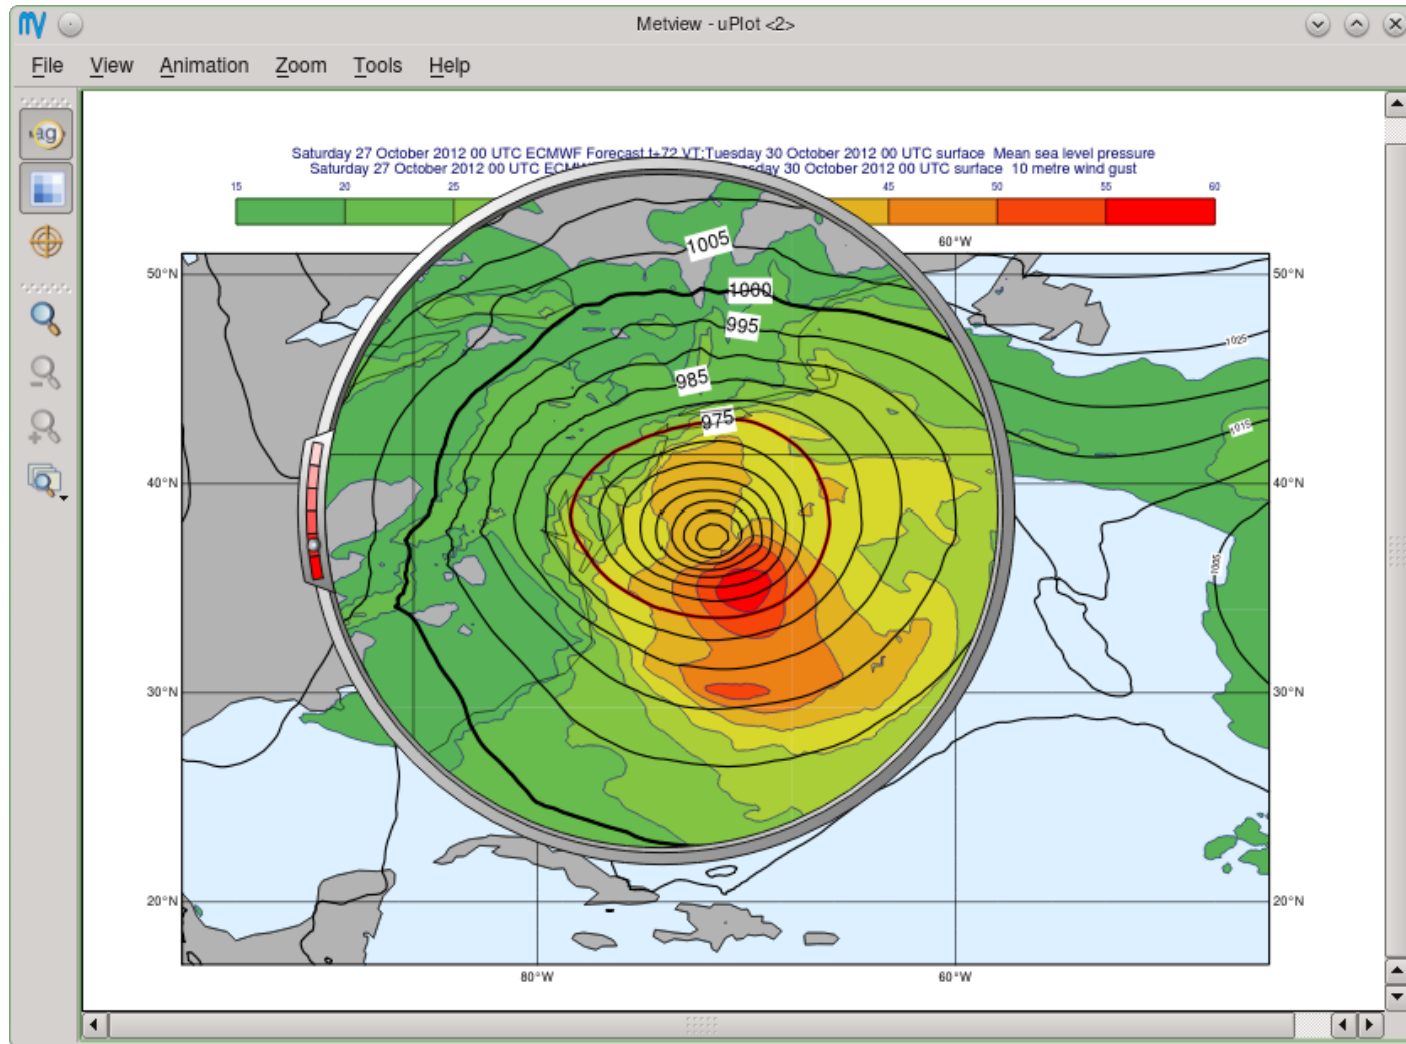 Metview - uPlot <2>
File View Animation Zoom Tools Help
ag
Saturday 27 October 2012 00 UTC ECMWF Forecast t+72 VT:Tuesday 30 October 2012 00 UTC surface Mean sea level pressure
Saturday 27 October 2012 00 UTC 30 October 2012 00 UTC surface 10 metre wind gust
15 20 25 45 50 55 60
60°W
1005
50°N 50°N
1000
995
1025
985
975
1015
40°N 40°N
1005
30°N 30°N
20°N 20°N
80°W 60°W